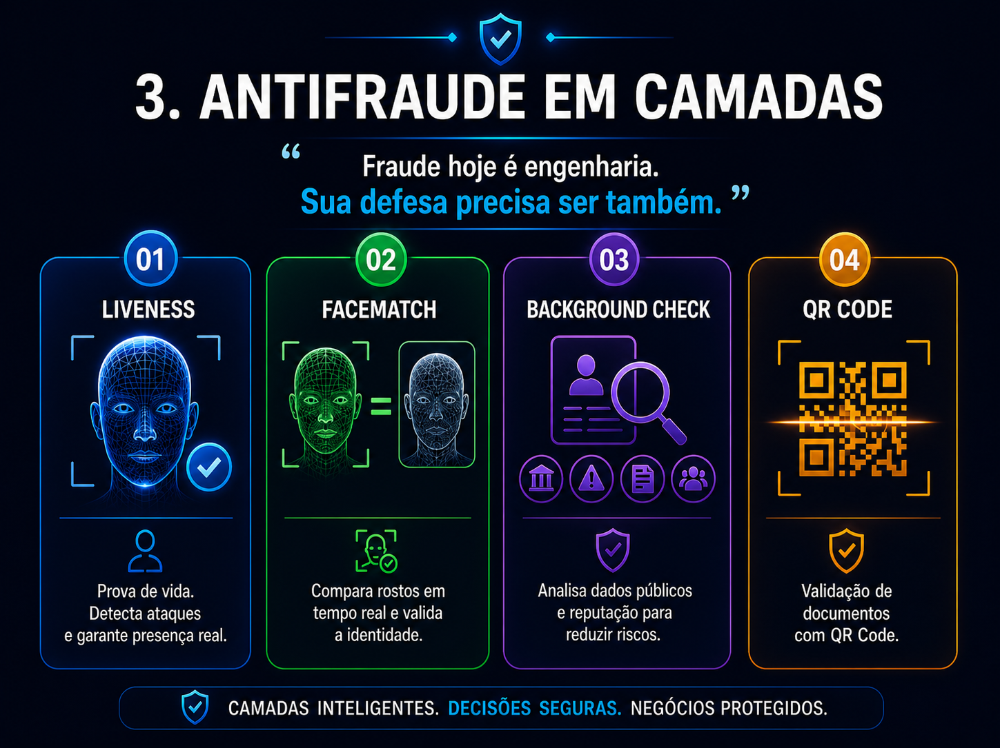 3. ANTIFRAUDE EM CAMADAS
“ Fraude hoje é engenharia.
Sua defesa precisa ser também. ”
01
LIVENESS
Prova de vida.
Detecta ataques
e garante presença real.
02
FACEMATCH
=
Compara rostos em
tempo real e valida
a identidade.
03
BACKGROUND CHECK
Analisa dados públicos
e reputação para
reduzir riscos.
04
QR CODE
Validação de
documentos
com QR Code.
CAMADAS INTELIGENTES. DECISÕES SEGURAS. NEGÓCIOS PROTEGIDOS.